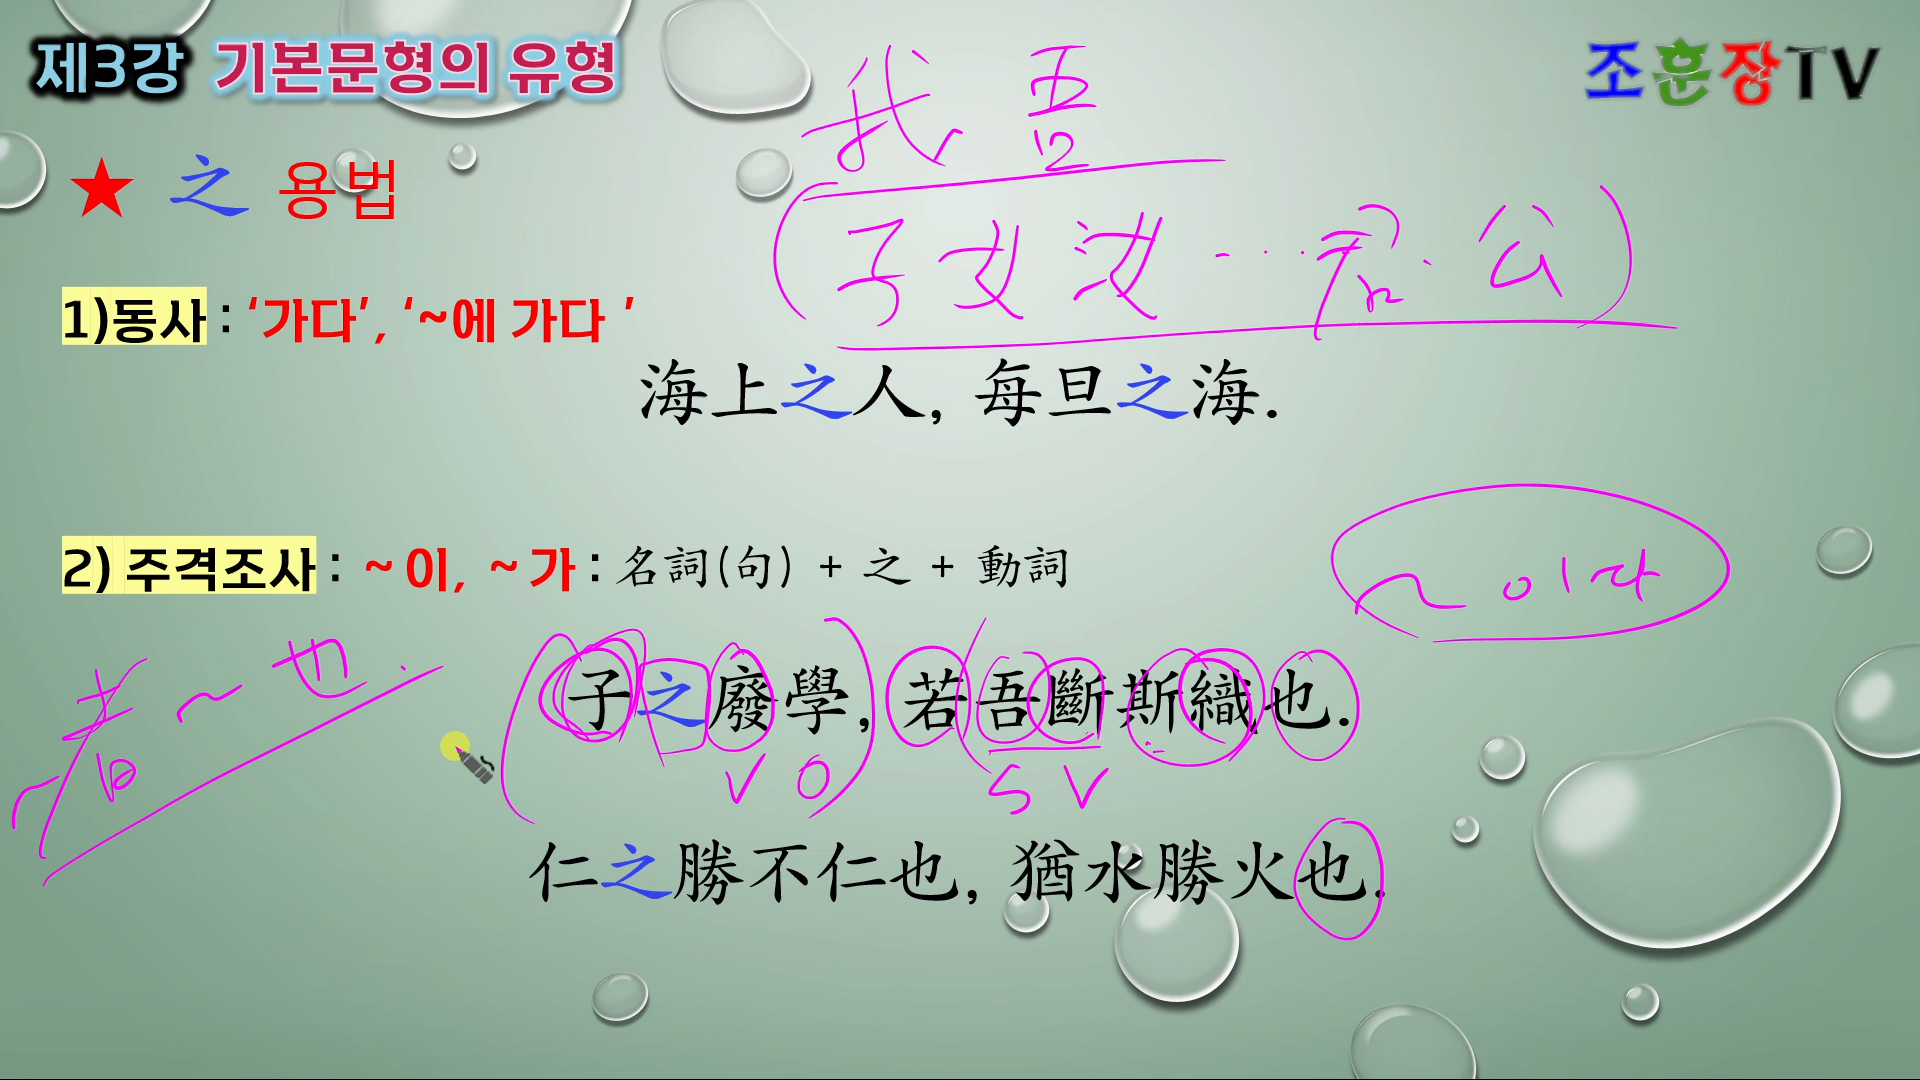 제3강 기본문형의 유형
조훈장TV
我 吾
★ 之 용법
(子女汝…君.公)
1)동사 : ‘가다’, ‘~에 가다 ’
海上之人, 每旦之海.
2) 주격조사 : ~이, ~가 : 名詞(句) + 之 + 動詞
~이다
子之廢學, 若吾斷斯織也.
~者~也.
V O S V
仁之勝不仁也, 猶水勝火也.